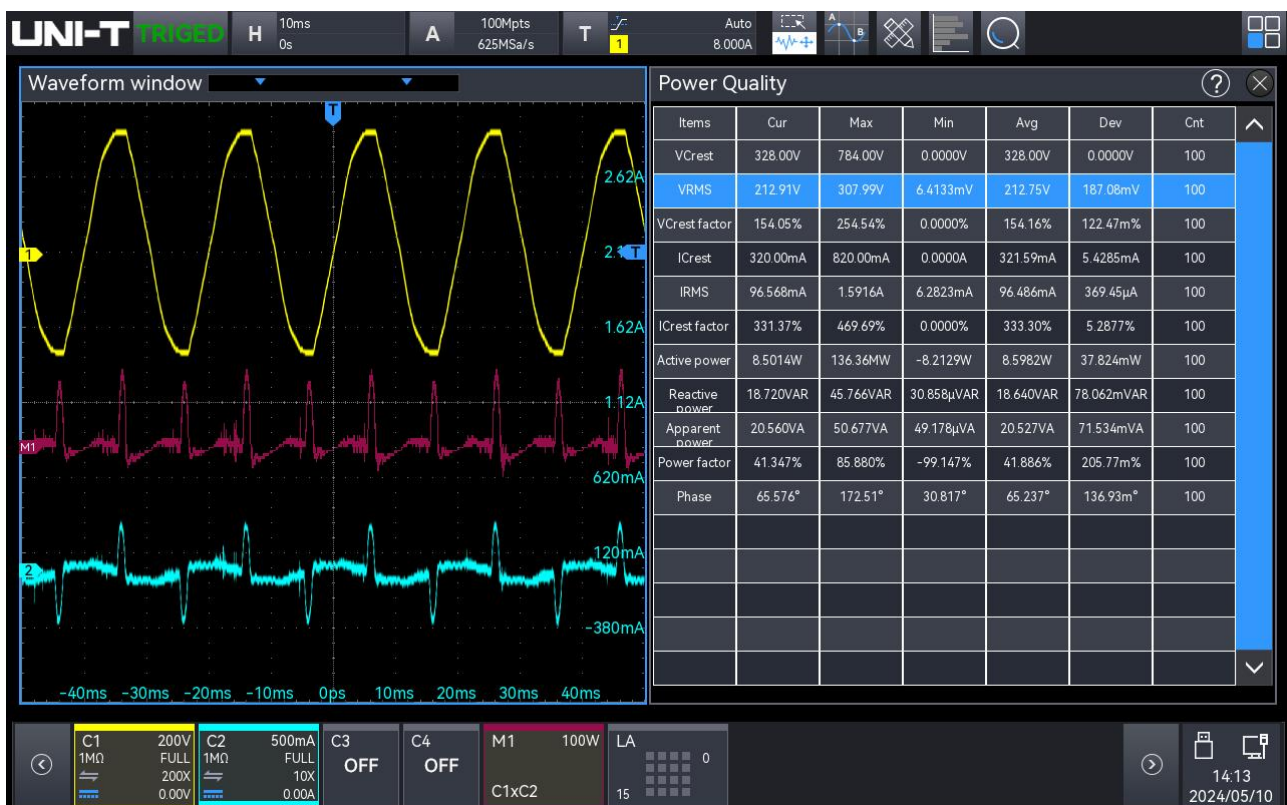 UNI-T TRIGED H 10ms A 100Mpts T Auto
0s 625MSa/s 1 8.000A
Waveform window
T
2.62A
1
T
1.62A
1.12A
M1
620mA
120mA
2
-380mA
-40ms -30ms -20ms -10ms 0ps 10ms 20ms 30ms 40ms
Power Quality ?
Items Cur Max Min Avg Dev Cnt
VCrest 328.00V 784.00V 0.0000V 328.00V 0.0000V 100
VRMS 212.91V 307.99V 6.4133mV 212.75V 187.08mV 100
VCrest factor 154.05% 254.54% 0.0000% 154.16% 122.47m% 100
ICrest 320.00mA 820.00mA 0.0000A 321.59mA 5.4285mA 100
IRMS 96.568mA 1.5916A 6.2823mA 96.486mA 369.45μA 100
ICrest factor 331.37% 469.69% 0.0000% 333.30% 5.2877% 100
Active power 8.5014W 136.36MW -8.2129W 8.5982W 37.824mW 100
Reactive power 18.720VAR 45.766VAR 30.858μVAR 18.640VAR 78.062mVAR 100
Apparent power 20.560VA 50.677VA 49.178μVA 20.527VA 71.534mVA 100
Power factor 41.347% 85.880% -99.147% 41.886% 205.77m% 100
Phase 65.576° 172.51° 30.817° 65.237° 136.93m° 100
C1 200V C2 500mA C3 C4 M1 100W LA
1MΩ FULL 1MΩ FULL OFF OFF 0
200X 10X
0.00V 0.00A C1xC2 15
14:13
2024/05/10